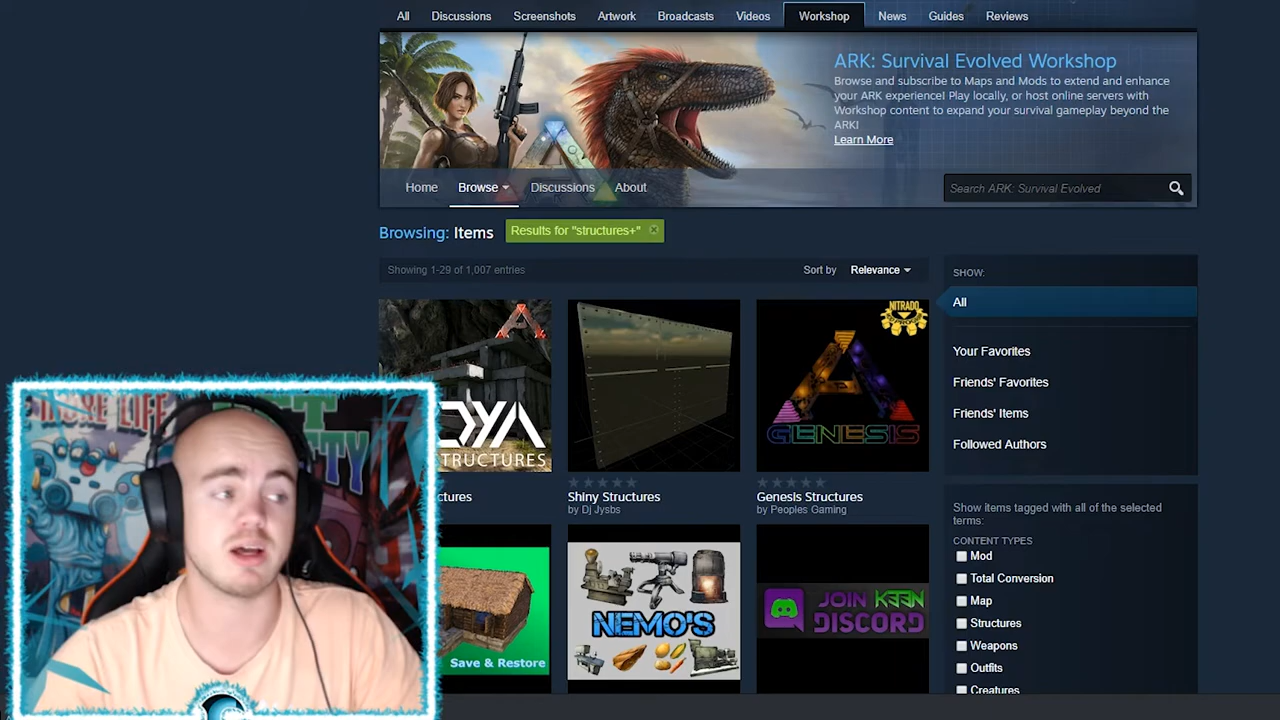 All Discussions Screenshots Artwork Broadcasts Videos Workshop News Guides Reviews
ARK: Survival Evolved Workshop
Browse and subscribe to Maps and Mods to extend and enhance
your ARK experience! Play locally, or host online servers with
Workshop content to expand your survival gameplay beyond the
ARK!
Learn More
Home Browse Discussions About
Search ARK: Survival Evolved
Browsing: Items Results for "structures+"
Showing 1-29 of 1,007 entries
Sort by Relevance
SHOW:
All
Your Favorites
Friends' Favorites
Friends' Items
Followed Authors
NITRADO
GENESIS
Shiny Structures
by Dj Jysbs
Genesis Structures
by Peoples Gaming
Show items tagged with all of the selected
terms:
CONTENT TYPES
Mod
Total Conversion
Map
Structures
Weapons
Outfits
Creatures
Save & Restore
NEMO'S
JOIN KEEN
DISCORD